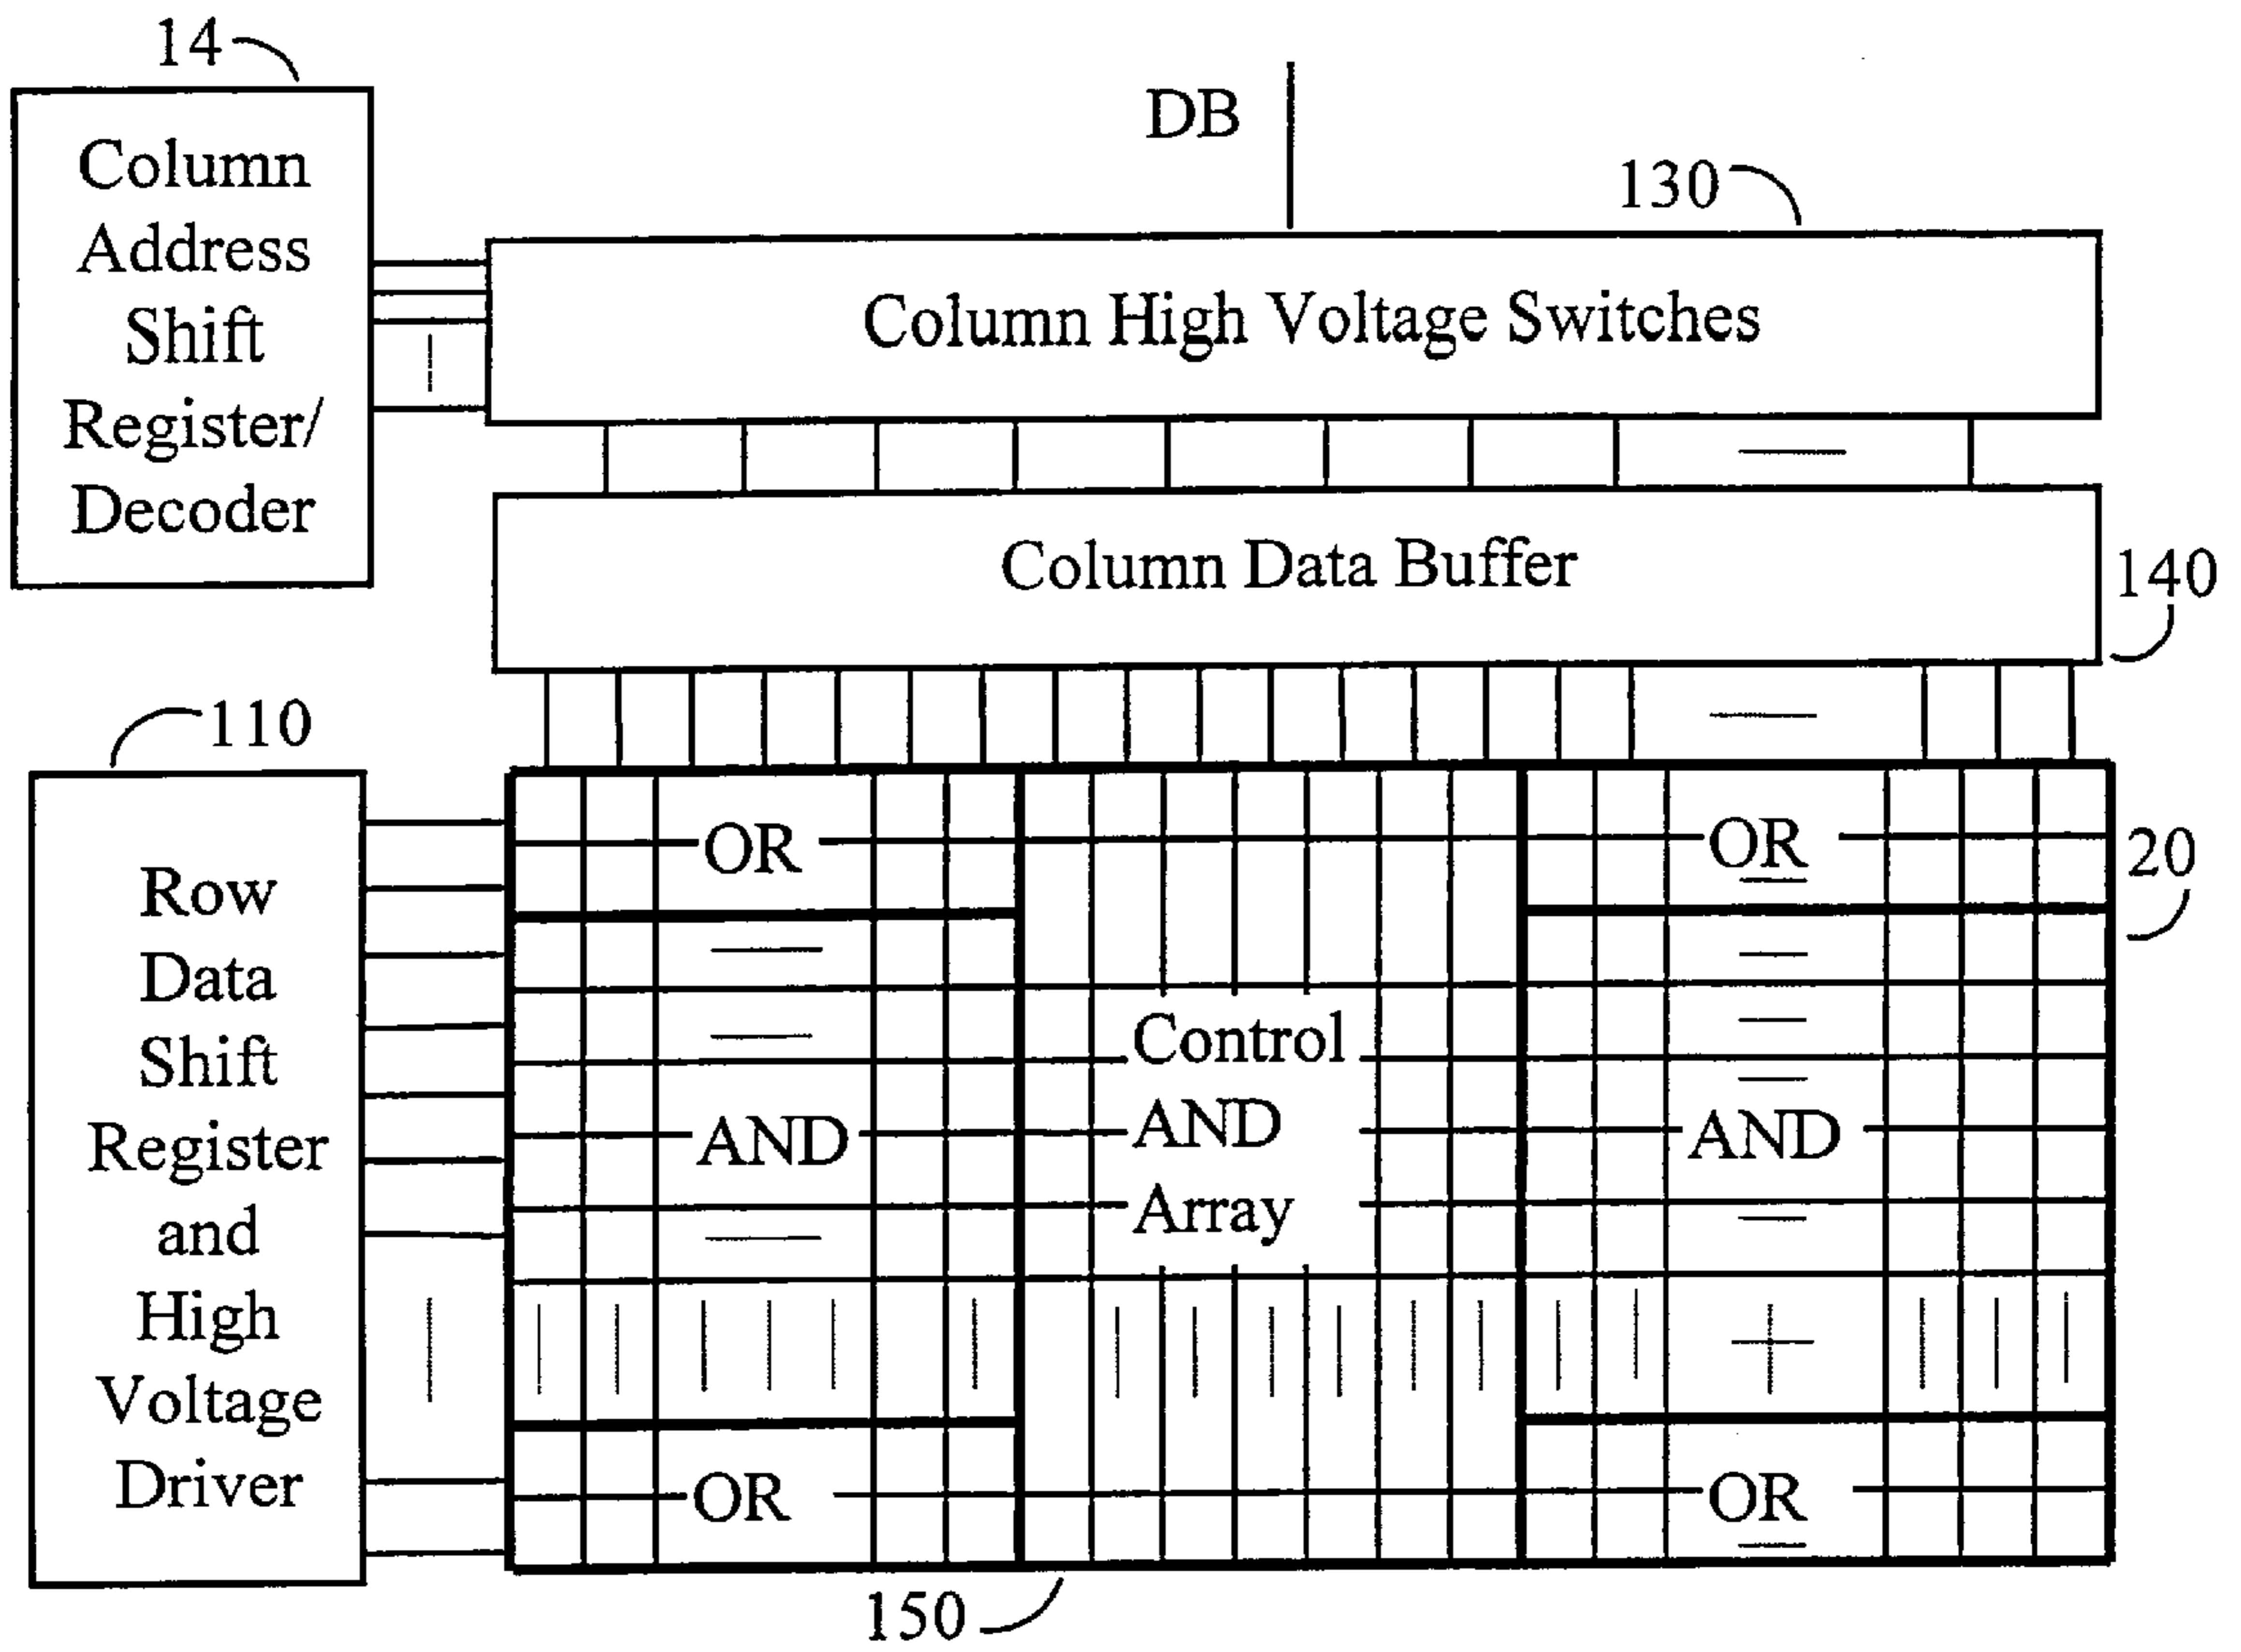 14
Column
Address
Shift
Register/
Decoder
DB
130
Column High Voltage Switches
Column Data Buffer
140
110
Row
Data
Shift
Register
and
High
Voltage
Driver
OR
OR
20
Control
AND
Array
AND
AND
OR
OR
150